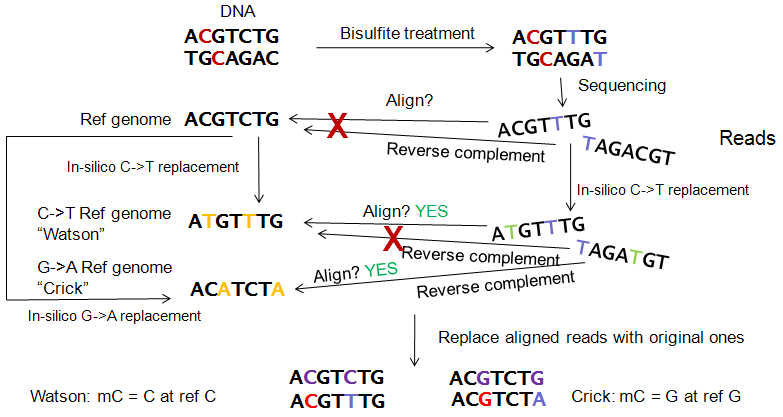 DNA
ACGTCTG
TGCAGAC
Bisulfite treatment
ACGTTTG
TGCAGAT
Sequencing
Ref genome
ACGTCTG
Align?
X
Reverse complement
ACGTTTG
TAGACGT
Reads
In-silico C->T replacement
In-silico C->T replacement
C->T Ref genome
“Watson”
ATGTTTG
Align? YES
X
Reverse complement
ATGTTTG
TAGATGT
G->A Ref genome
“Crick”
ACATCTA
Align? YES
Reverse complement
In-silico G->A replacement
Replace aligned reads with original ones
Watson: mC = C at ref C
ACGTCTG
ACGTTTG
ACGTCTG
ACGTCTA
Crick: mC = G at ref G